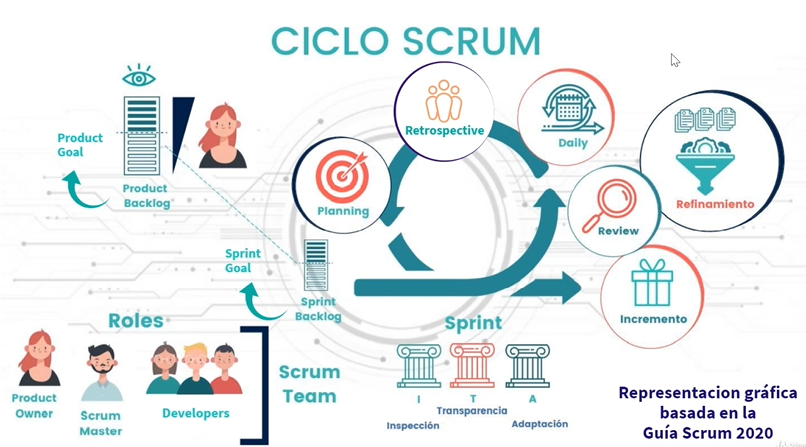 CICLO SCRUM
Product
Goal
Product
Backlog
Planning
Retrospective
Daily
Refinamiento
Review
Incremento
Sprint
Goal
Sprint
Backlog
Sprint
Roles
Product
Owner
Scrum
Master
Developers
Scrum
Team
I
T
A
Inspección
Transparencia
Adaptación
Representacion gráfica
basada en la
Guía Scrum 2020